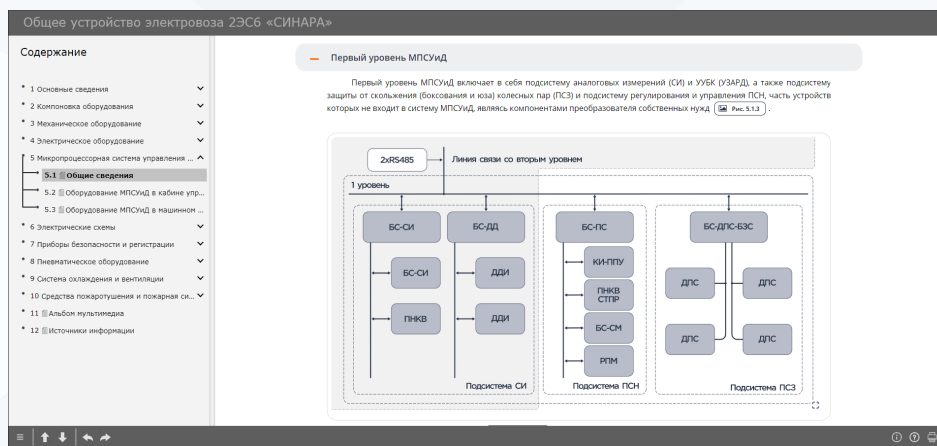 Общее устройство электровоза 2ЭС6 «СИНАРА»
Содержание
1 Основные сведения
2 Компоновка оборудования
3 Механическое оборудование
4 Электрическое оборудование
5 Микропроцессорная система управления ...
5.1 Общие сведения
5.2 Оборудование МПСУиД в кабине упр...
5.3 Оборудование МПСУиД в машинном ...
6 Электрические схемы
7 Приборы безопасности и регистрации
8 Пневматическое оборудование
9 Система охлаждения и вентиляции
10 Средства пожаротушения и пожарная си...
11 Альбом мультимедиа
12 Источники информации
Первый уровень МПСУиД
Первый уровень МПСУиД включает в себя подсистему аналоговых измерений (СИ) и УУБК (УЗАРД), а также подсистему
защиты от скольжения (боксования и юза) колесных пар (ПСЗ) и подсистему регулирования и управления ПСН, часть устройств
которых не входит в систему МПСУиД, являясь компонентами преобразователя собственных нужд Рис. 5.1.3 .
2xRS485 Линия связи со вторым уровнем
1 уровень
БС-СИ БС-ДД БС-ПС БС-ДПС-БЗС
БС-СИ ДДИ КИ-ППУ ДПС ДПС
ПНКВ ДДИ ПНКВ
СТПР
БС-СМ ДПС ДПС
РПМ
Подсистема СИ Подсистема ПСН Подсистема ПСЗ